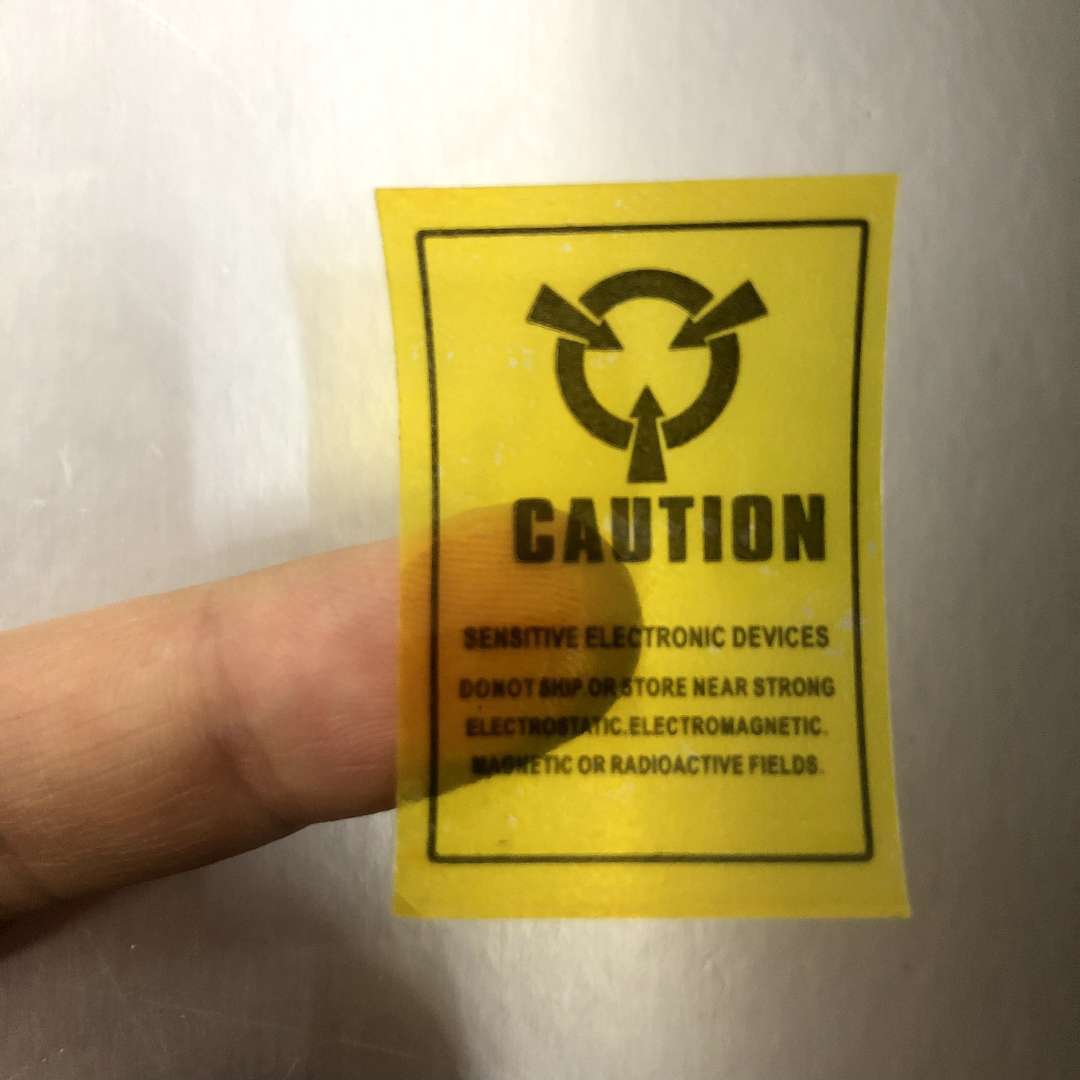 CAUTION
SENSITIVE ELECTRONIC DEVICES
DO NOT SHIP OR STORE NEAR STRONG
ELECTROSTATIC.ELECTROMAGNETIC.
MAGNETIC OR RADIOACTIVE FIELDS.